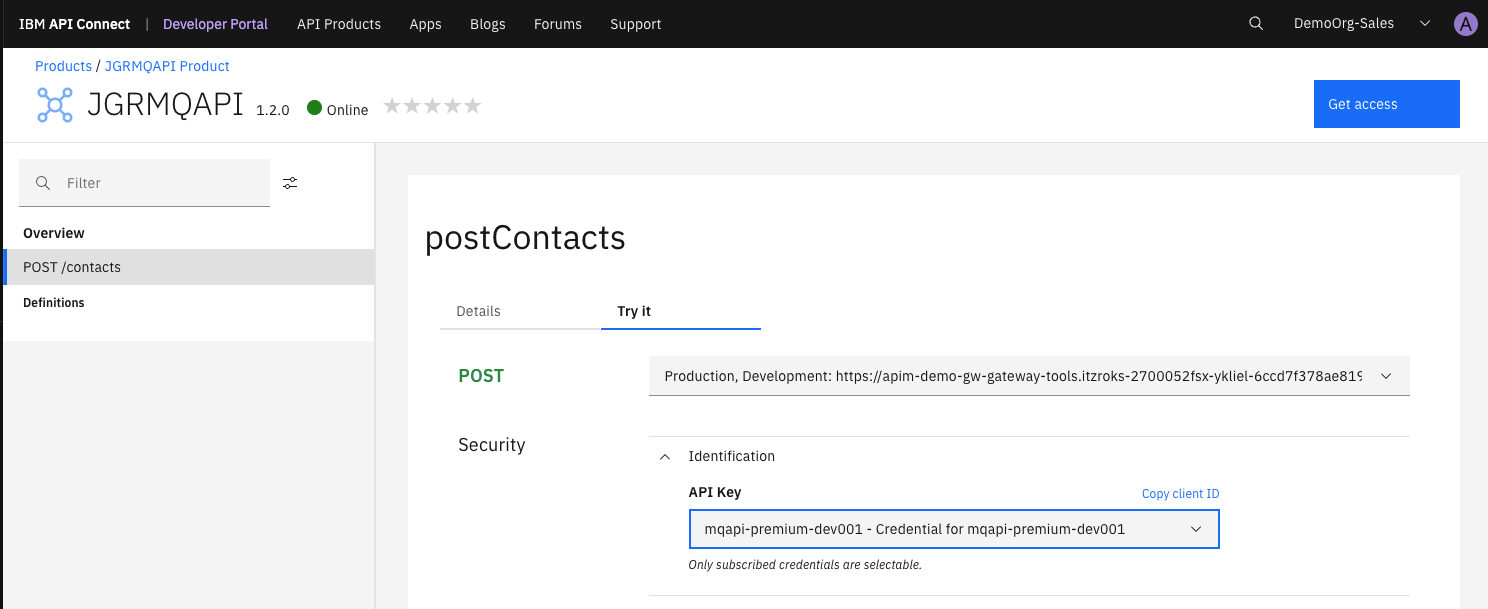 IBM API Connect | Developer Portal API Products Apps Blogs Forums Support DemoOrg-Sales A
Products / JGRMQAPI Product
JGRMQAPI 1.2.0 Online
Get access
Filter
Overview
POST /contacts
Definitions
postContacts
Details Try it
POST Production, Development: https://apim-demo-gw-gateway-tools.itzroks-2700052fsx-ykliel-6ccd7f378ae819
Security
Identification
API Key Copy client ID
mqapi-premium-dev001 - Credential for mqapi-premium-dev001
Only subscribed credentials are selectable.